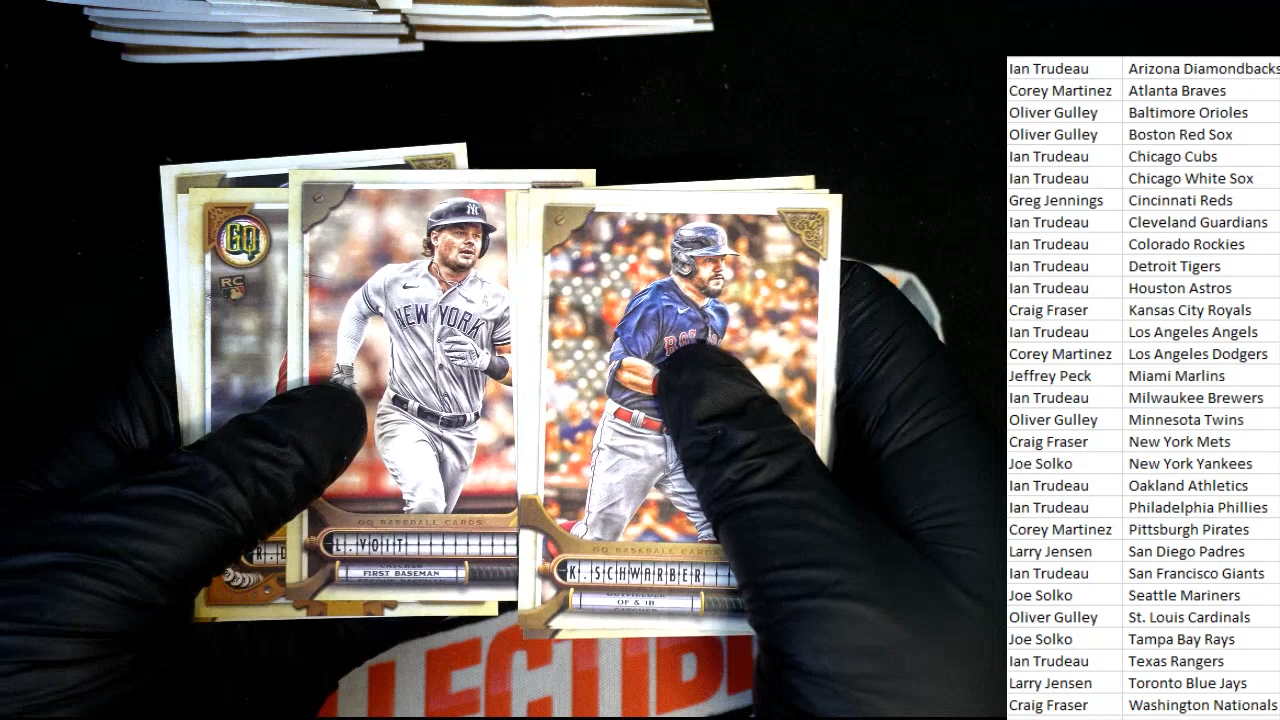 GQ
RC
NEW YORK
GQ BASEBALL CARDS
L.VOIT
FIRST BASEMAN
GQ BASEBALL CARDS
K.SCHWARBER
OUTFIELDER
OF & 1B
CATCHER
R.D
Ian Trudeau Arizona Diamondbacks
Corey Martinez Atlanta Braves
Oliver Gulley Baltimore Orioles
Oliver Gulley Boston Red Sox
Ian Trudeau Chicago Cubs
Ian Trudeau Chicago White Sox
Greg Jennings Cincinnati Reds
Ian Trudeau Cleveland Guardians
Ian Trudeau Colorado Rockies
Ian Trudeau Detroit Tigers
Ian Trudeau Houston Astros
Craig Fraser Kansas City Royals
Ian Trudeau Los Angeles Angels
Corey Martinez Los Angeles Dodgers
Jeffrey Peck Miami Marlins
Ian Trudeau Milwaukee Brewers
Oliver Gulley Minnesota Twins
Craig Fraser New York Mets
Joe Solko New York Yankees
Ian Trudeau Oakland Athletics
Ian Trudeau Philadelphia Phillies
Corey Martinez Pittsburgh Pirates
Larry Jensen San Diego Padres
Ian Trudeau San Francisco Giants
Joe Solko Seattle Mariners
Oliver Gulley St. Louis Cardinals
Joe Solko Tampa Bay Rays
Ian Trudeau Texas Rangers
Larry Jensen Toronto Blue Jays
Craig Fraser Washington Nationals